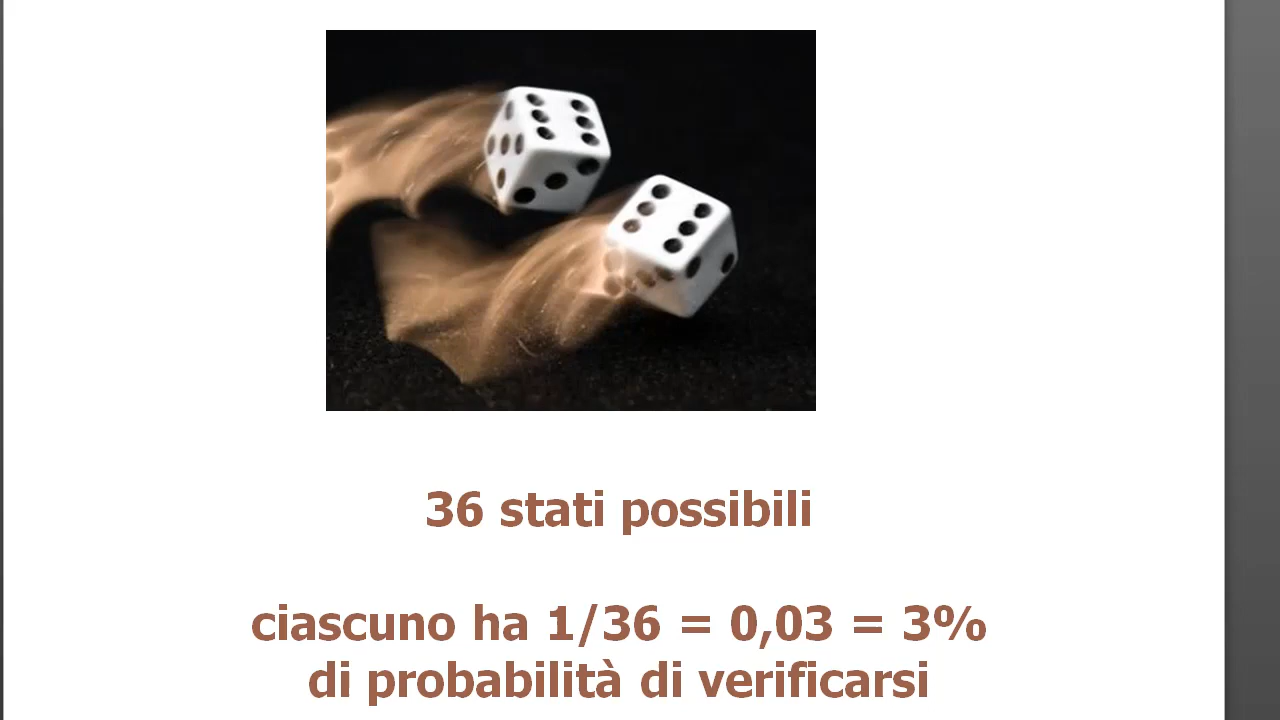 36 stati possibili
ciascuno ha 1/36 = 0,03 = 3%
di probabilità di verificarsi